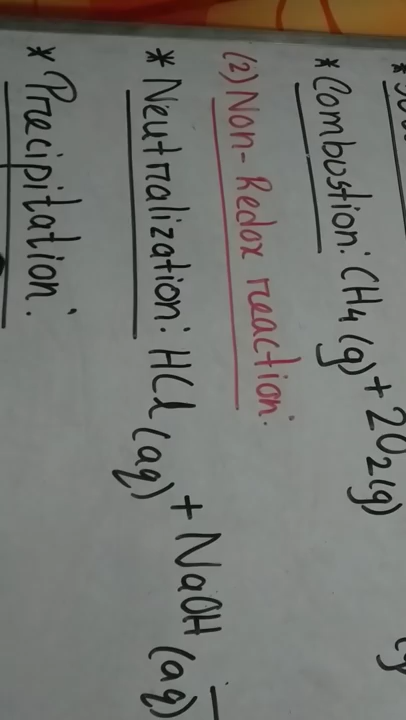 * Combustion: CH₄(g) + 2O₂(g)
(2) Non-Redox reaction:
* Neutralization: HCl(aq) + NaOH(aq)
* Precipitation: